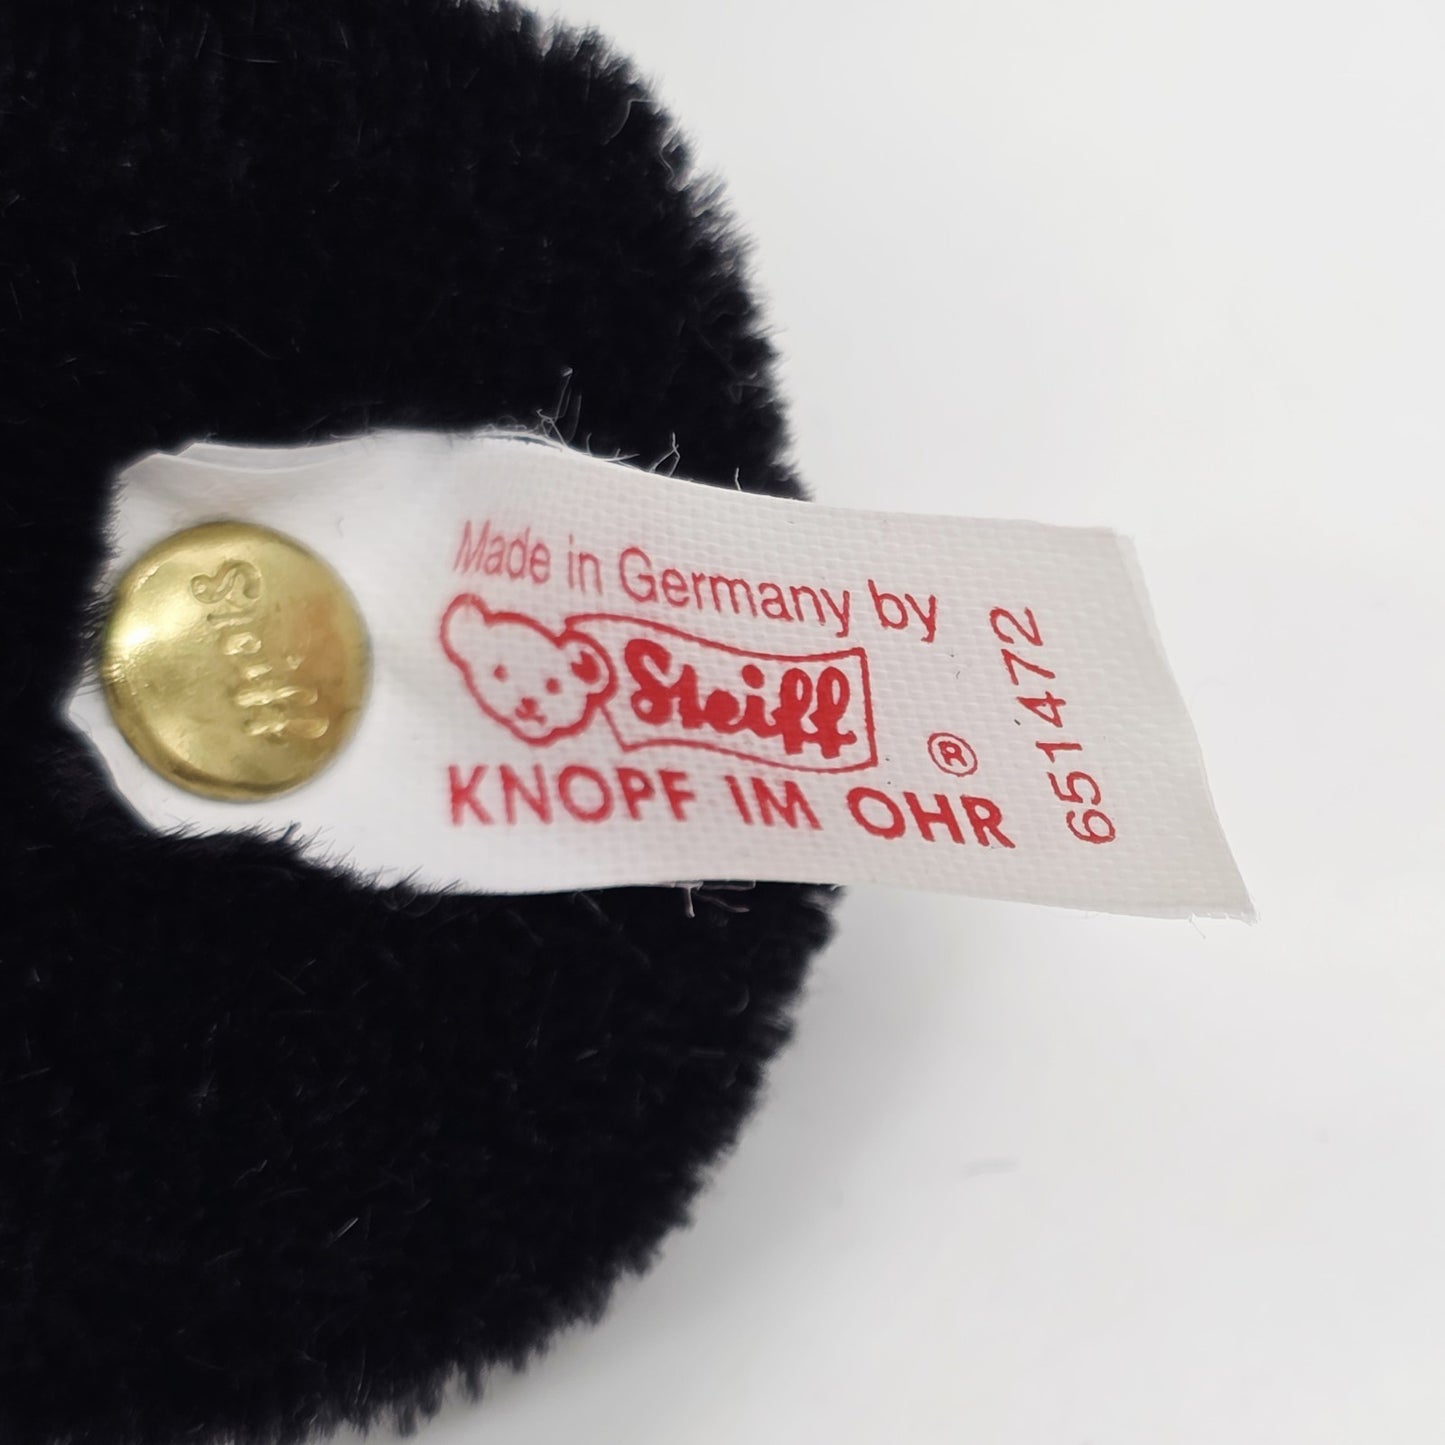 Steiff
Made in Germany by
Steiff
®
KNOPF IM OHR
651472